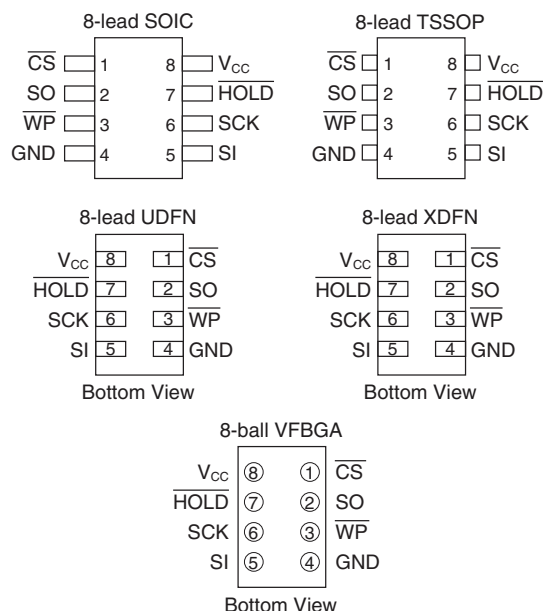 8-lead SOIC
CS 1 8 VCC
SO 2 7 HOLD
WP 3 6 SCK
GND 4 5 SI
8-lead TSSOP
CS 1 8 VCC
SO 2 7 HOLD
WP 3 6 SCK
GND 4 5 SI
8-lead UDFN
VCC 8 1 CS
HOLD 7 2 SO
SCK 6 3 WP
SI 5 4 GND
Bottom View
8-lead XDFN
VCC 8 1 CS
HOLD 7 2 SO
SCK 6 3 WP
SI 5 4 GND
Bottom View
8-ball VFBGA
VCC 8 1 CS
HOLD 7 2 SO
SCK 6 3 WP
SI 5 4 GND
Bottom View